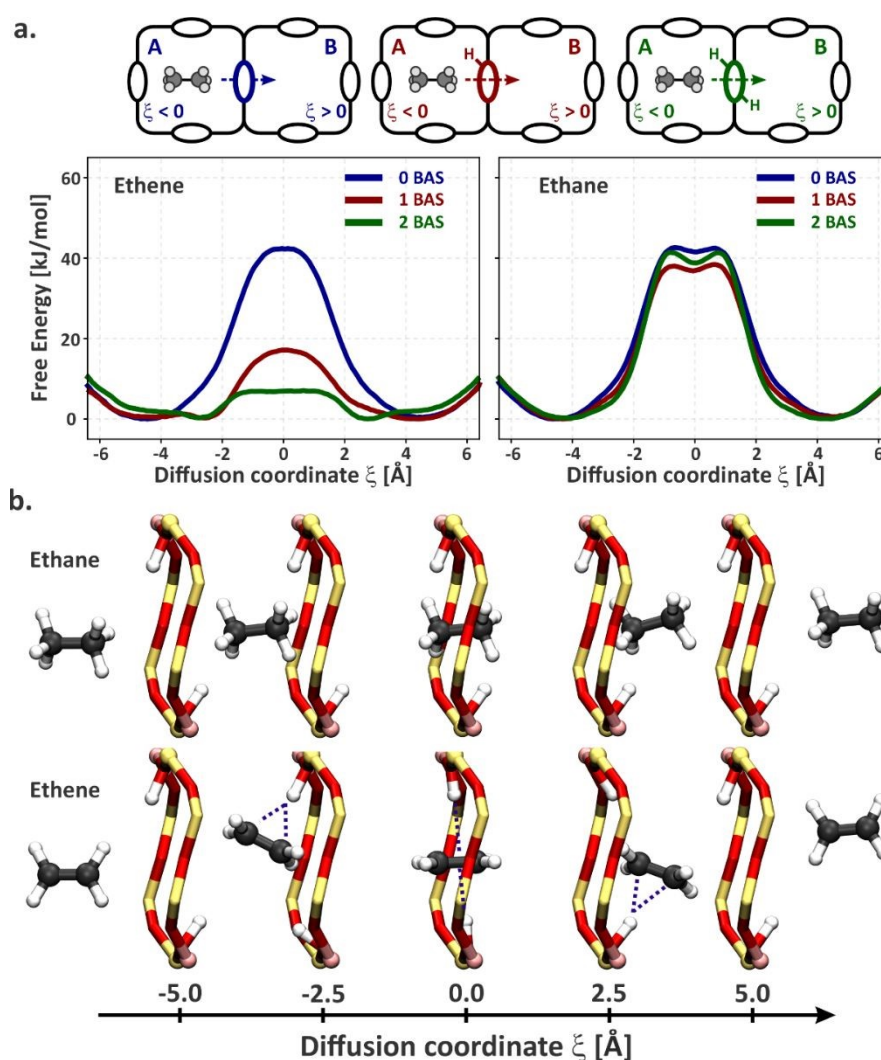 a.
A B A B A B
H H
ξ < 0 ξ > 0 ξ < 0 ξ > 0 ξ < 0 H ξ > 0
Ethene 0 BAS
1 BAS
2 BAS
Ethane 0 BAS
1 BAS
2 BAS
Free Energy [kJ/mol]
60
40
20
0
-6 -4 -2 0 2 4 6
-6 -4 -2 0 2 4 6
Diffusion coordinate ξ [Å] Diffusion coordinate ξ [Å]
b.
Ethane
Ethene
-5.0 -2.5 0.0 2.5 5.0
Diffusion coordinate ξ [Å]